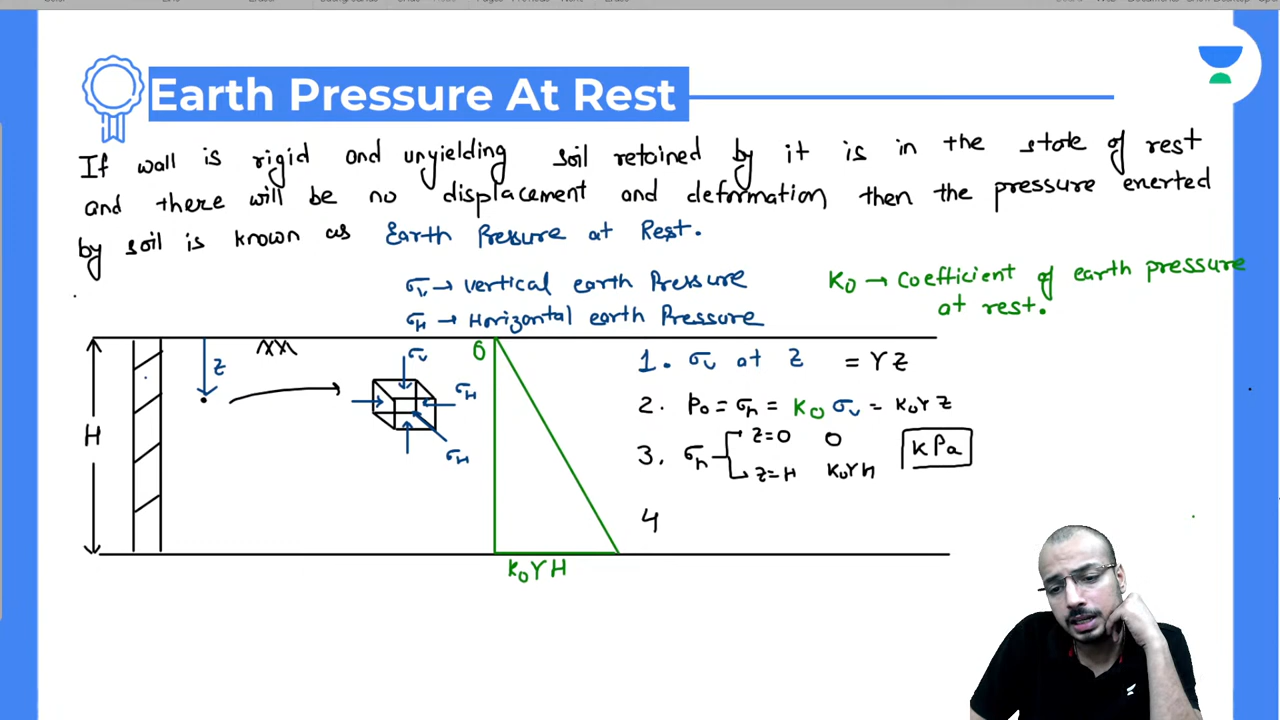 Earth Pressure At Rest
If wall is rigid and unyielding soil retained by it is in the state of rest
and there will be no displacement and deformation then the pressure enerted
by soil is known as Earth Pressure at Rest.
σv → vertical earth Pressure
σH → Horizontal earth Pressure
K0 → Coefficient of earth pressure
at rest.
H
Z
σv
σH
σH
0
K0γH
1. σv at Z = γZ
2. P0 = σh = K0 σv = K0γZ
3. σh Z=0 0
Z=H K0γH
kPa
4